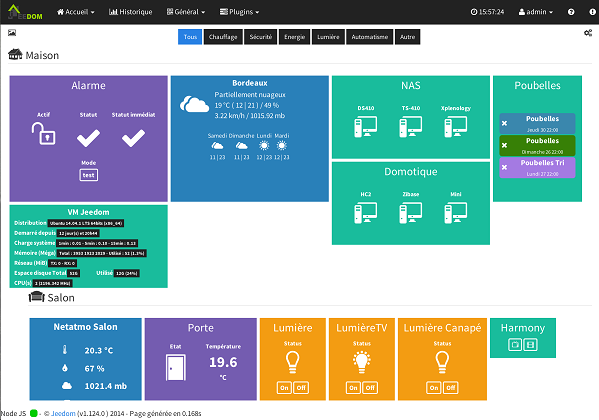 JEEDOM Accueil Historique Général Plugins 15:57:24 admin
Tous Chauffage Sécurité Energie Lumière Automatisme Autre
Maison
Alarme
Actif Statut Statut immédiat
Mode
test
Bordeaux
Partiellement nuageux
19 °C ( 12 | 21 ) / 49 %
3.22 km/h / 1015.92 mb
Samedi Dimanche Lundi Mardi
11|23 11|23 12|23 12|23
NAS
DS410 TS-410 Xplenology
Domotique
HC2 Zibase Mini
Poubelles
Poubelles
Jeudi 30 22:00
Poubelles
Dimanche 26 22:00
Poubelles Tri
Lundi 27 22:00
VM Jeedom
Distribution Ubuntu 14.04.1 LTS 64bits (x86_64)
Demarré depuis 12 jour(s) et 20h44
Charge système 1min : 0.01 - 5min : 0.10 - 15min : 0.13
Mémoire (Méga) Total : 3953 1923 2029 - Utilisé : 52 (1.3%)
Réseau (MiB) TX: 0 - RX: 0
Espace disque Total 51G Utilisé 12G (24%)
CPU(s) 2 (3196.342 MHz)
Salon
Netatmo Salon
20.3 °C
67 %
1021.4 mb
Porte
Etat Température
19.6
°C
Lumière
Status
On Off
LumièreTV
Status
On Off
Lumière Canapé
Status
On Off
Harmony
Node JS - © Jeedom (v1.124.0 ) 2014 - Page générée en 0.168s